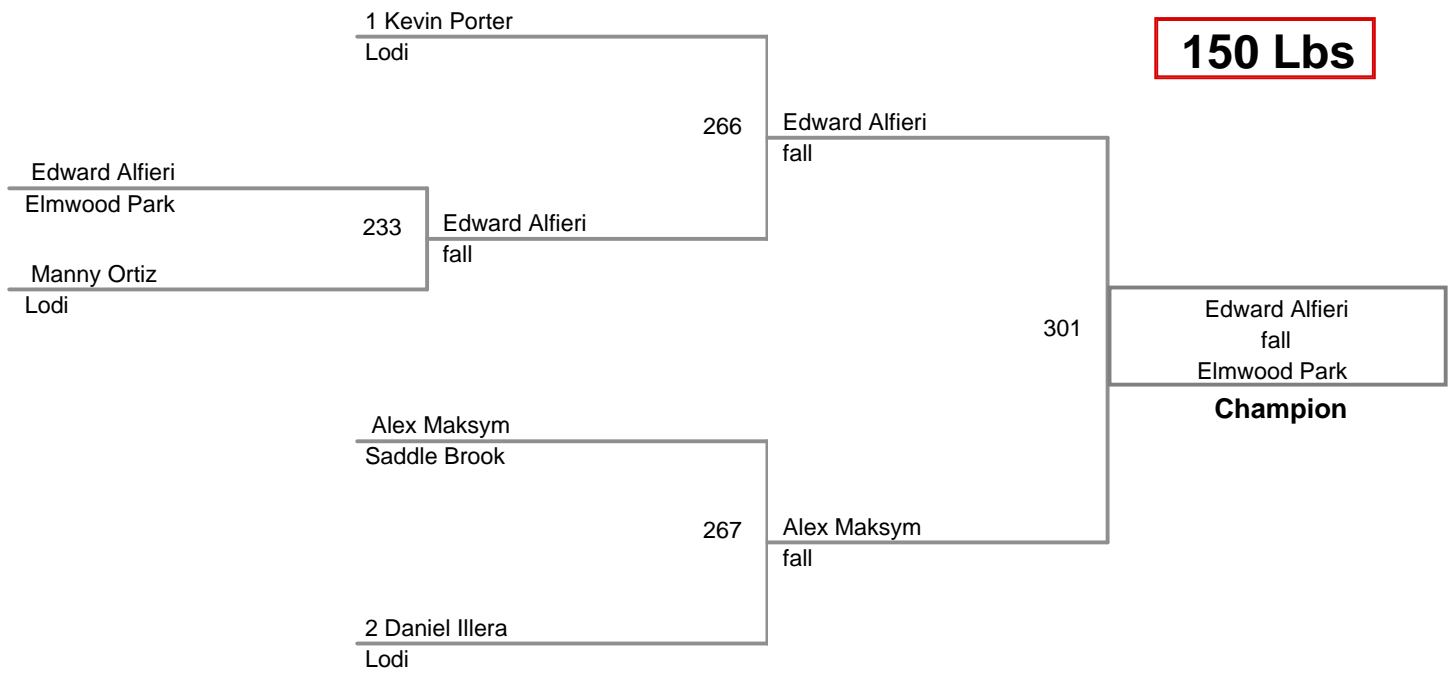 1 Kevin Porter
Lodi
150 Lbs
266
Edward Alfieri
fall
Edward Alfieri
Elmwood Park
233
Edward Alfieri
fall
Manny Ortiz
Lodi
301
Edward Alfieri
fall
Elmwood Park
Champion
Alex Maksym
Saddle Brook
267
Alex Maksym
fall
2 Daniel Illera
Lodi